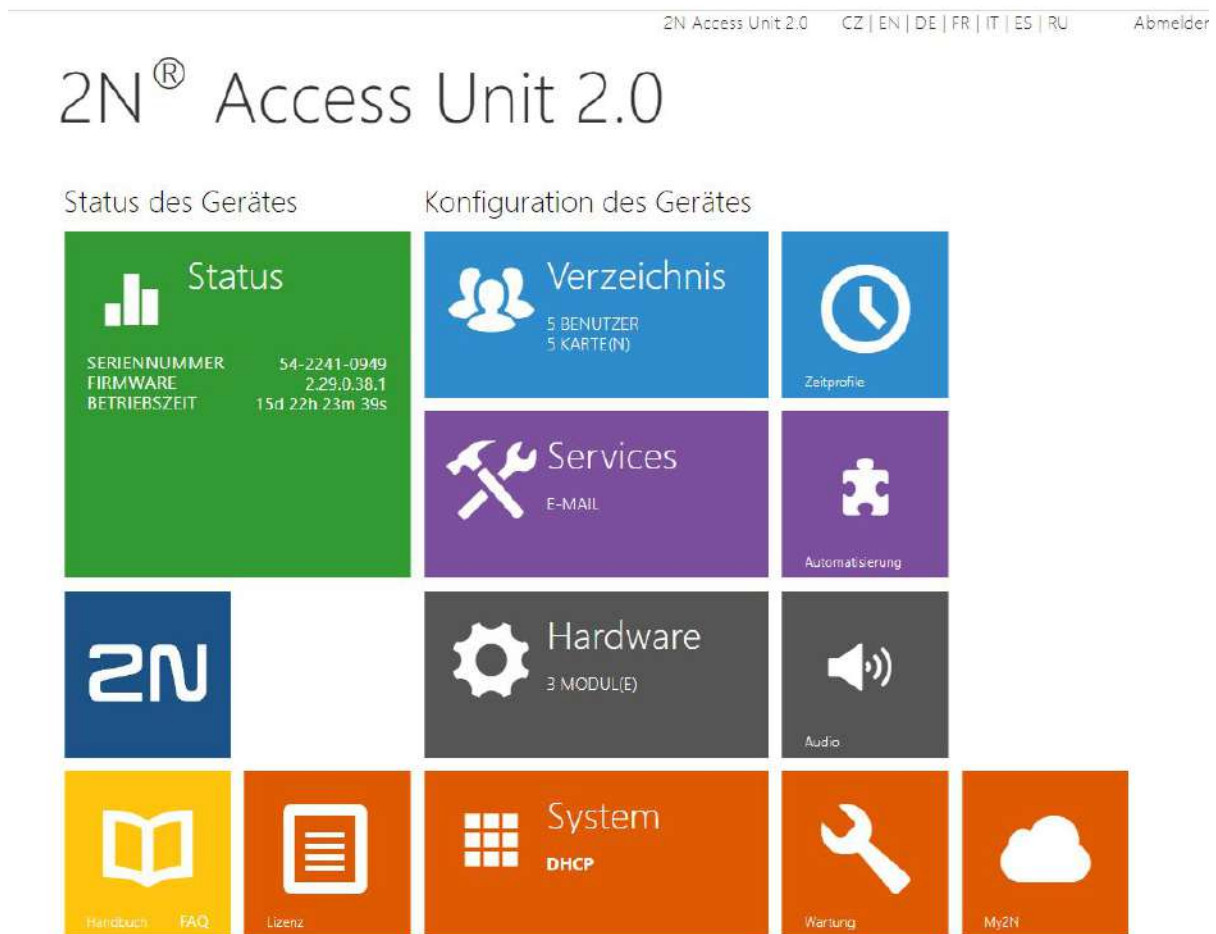 2N Access Unit 2.0 CZ | EN | DE | FR | IT | ES | RU Abmelden
2N® Access Unit 2.0
Status des Gerätes
Konfiguration des Gerätes
Status
SERIENNUMMER 54-2241-0949
FIRMWARE 2.29.0.38.1
BETRIEBSZEIT 15d 22h 23m 39s
Verzeichnis
5 BENUTZER
5 KARTE(N)
Zeitprofile
Services
E-MAIL
Automatisierung
2N
Hardware
3 MODUL(E)
Audio
Handbuch FAQ
Lizenz
System
DHCP
Wartung
My2N